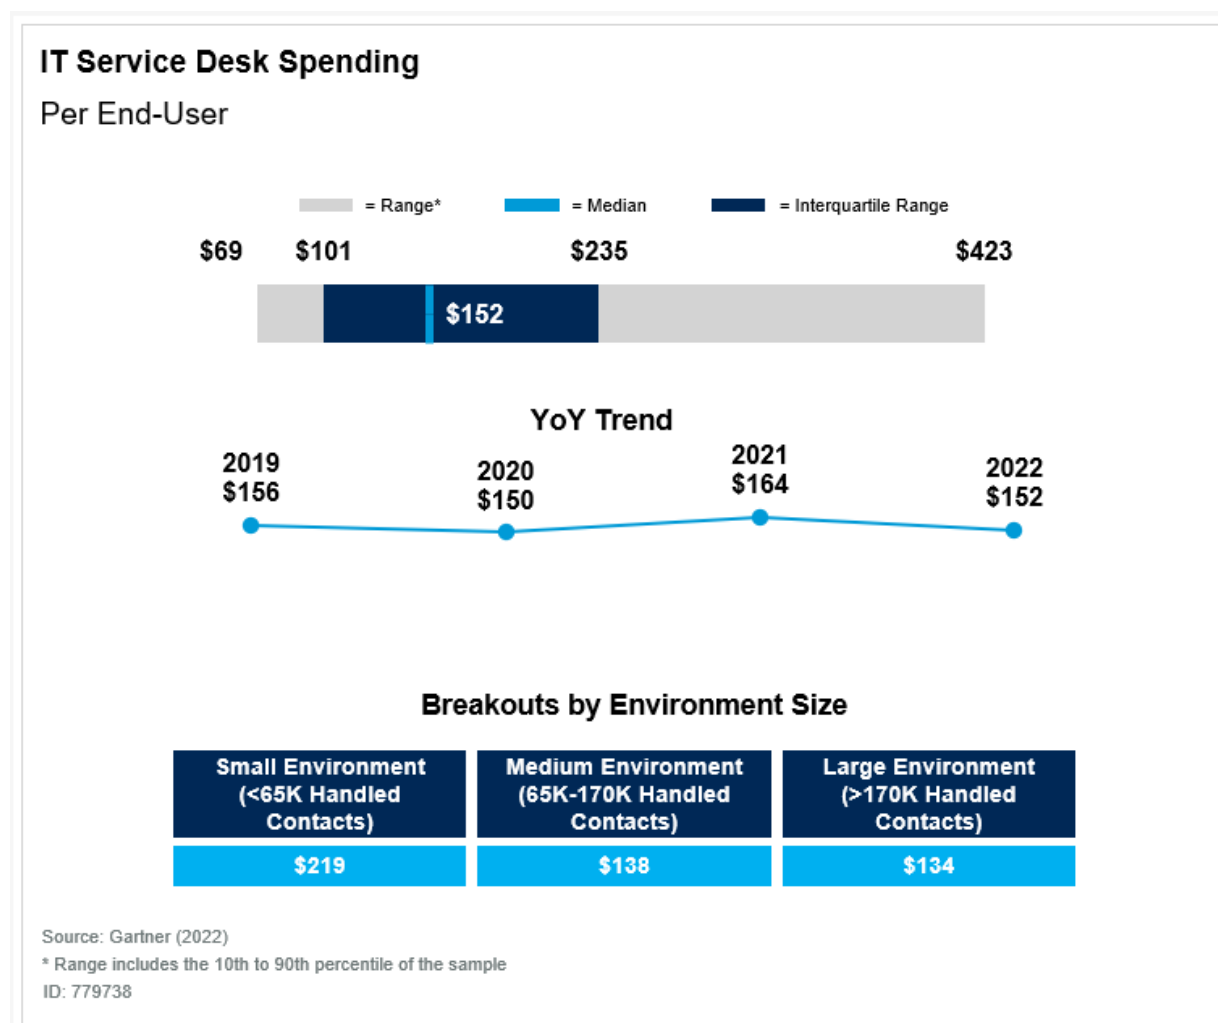 IT Service Desk Spending
Per End-User
= Range*
= Median
= Interquartile Range
$69
$101
$235
$423
$152
YoY Trend
2019
$156
2020
$150
2021
$164
2022
$152
Breakouts by Environment Size
Small Environment
(<65K Handled
Contacts)
Medium Environment
(65K-170K Handled
Contacts)
Large Environment
(>170K Handled
Contacts)
$219
$138
$134
Source: Gartner (2022)
* Range includes the 10th to 90th percentile of the sample
ID: 779738